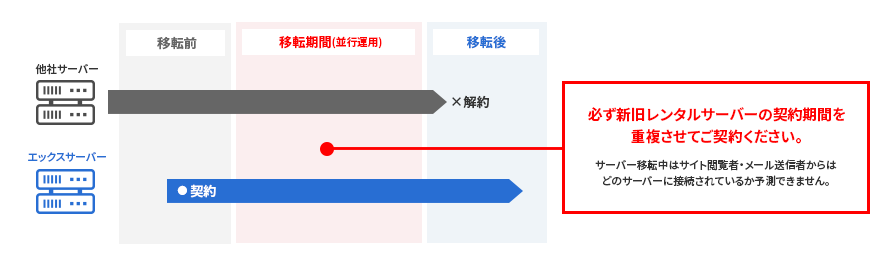 移転前
移転期間(並行運用)
移転後
他社サーバー
×解約
エックスサーバー
契約
必ず新旧レンタルサーバーの契約期間を
重複させてご契約ください。
サーバー移転中はサイト閲覧者・メール送信者からは
どのサーバーに接続されているか予測できません。